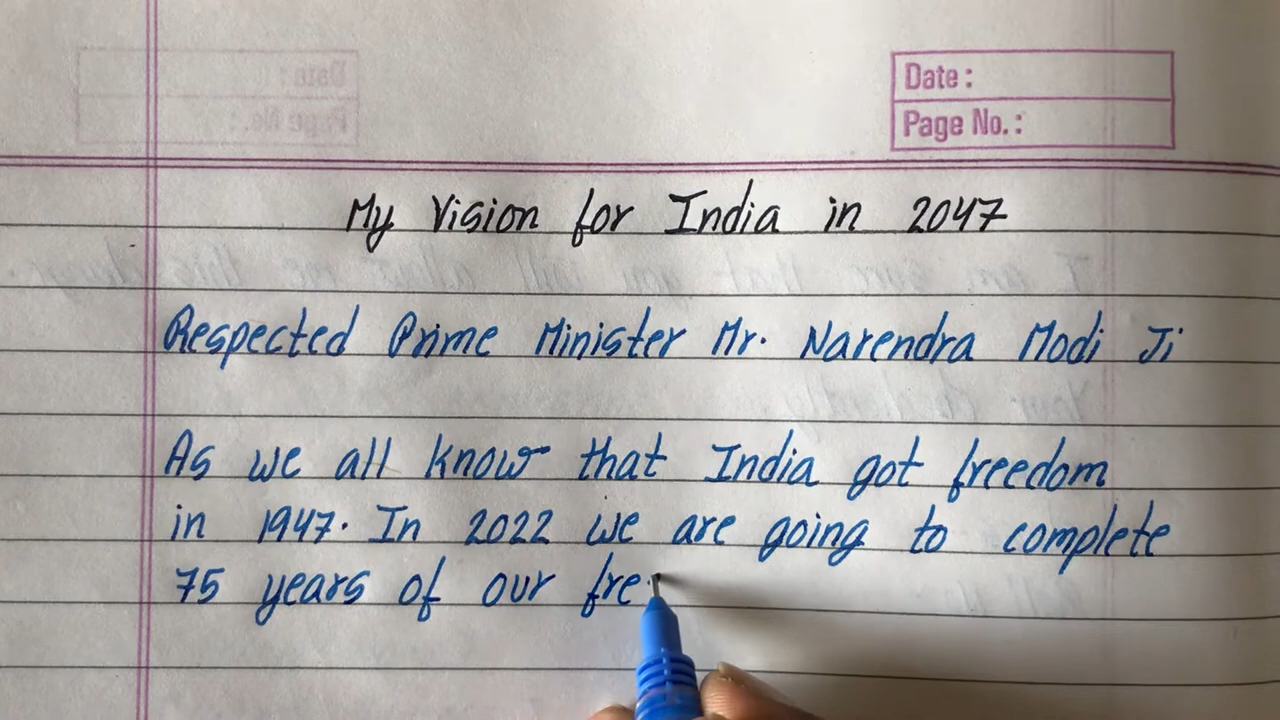 Date :
Page No. :
My Vision for India in 2047
Respected Prime Minister Mr. Narendra Modi Ji
As we all know that India got freedom
in 1947. In 2022 we are going to complete
75 years of our fre